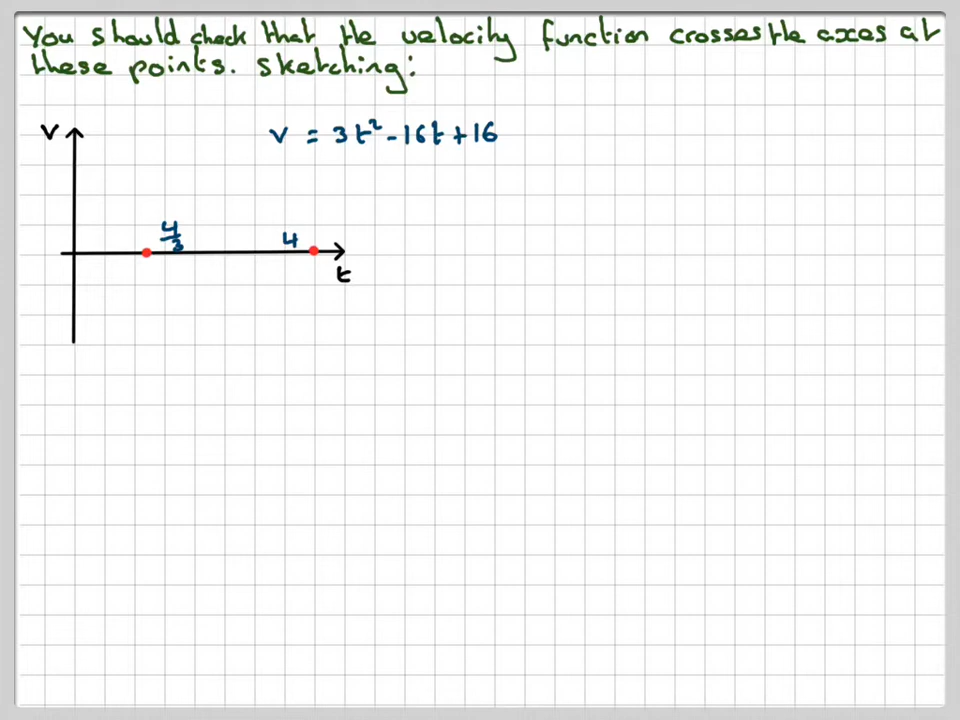 You should check that the velocity function crosses the axes at
these points. Sketching:
v
v = 3t² - 16t + 16
4/3
4
t